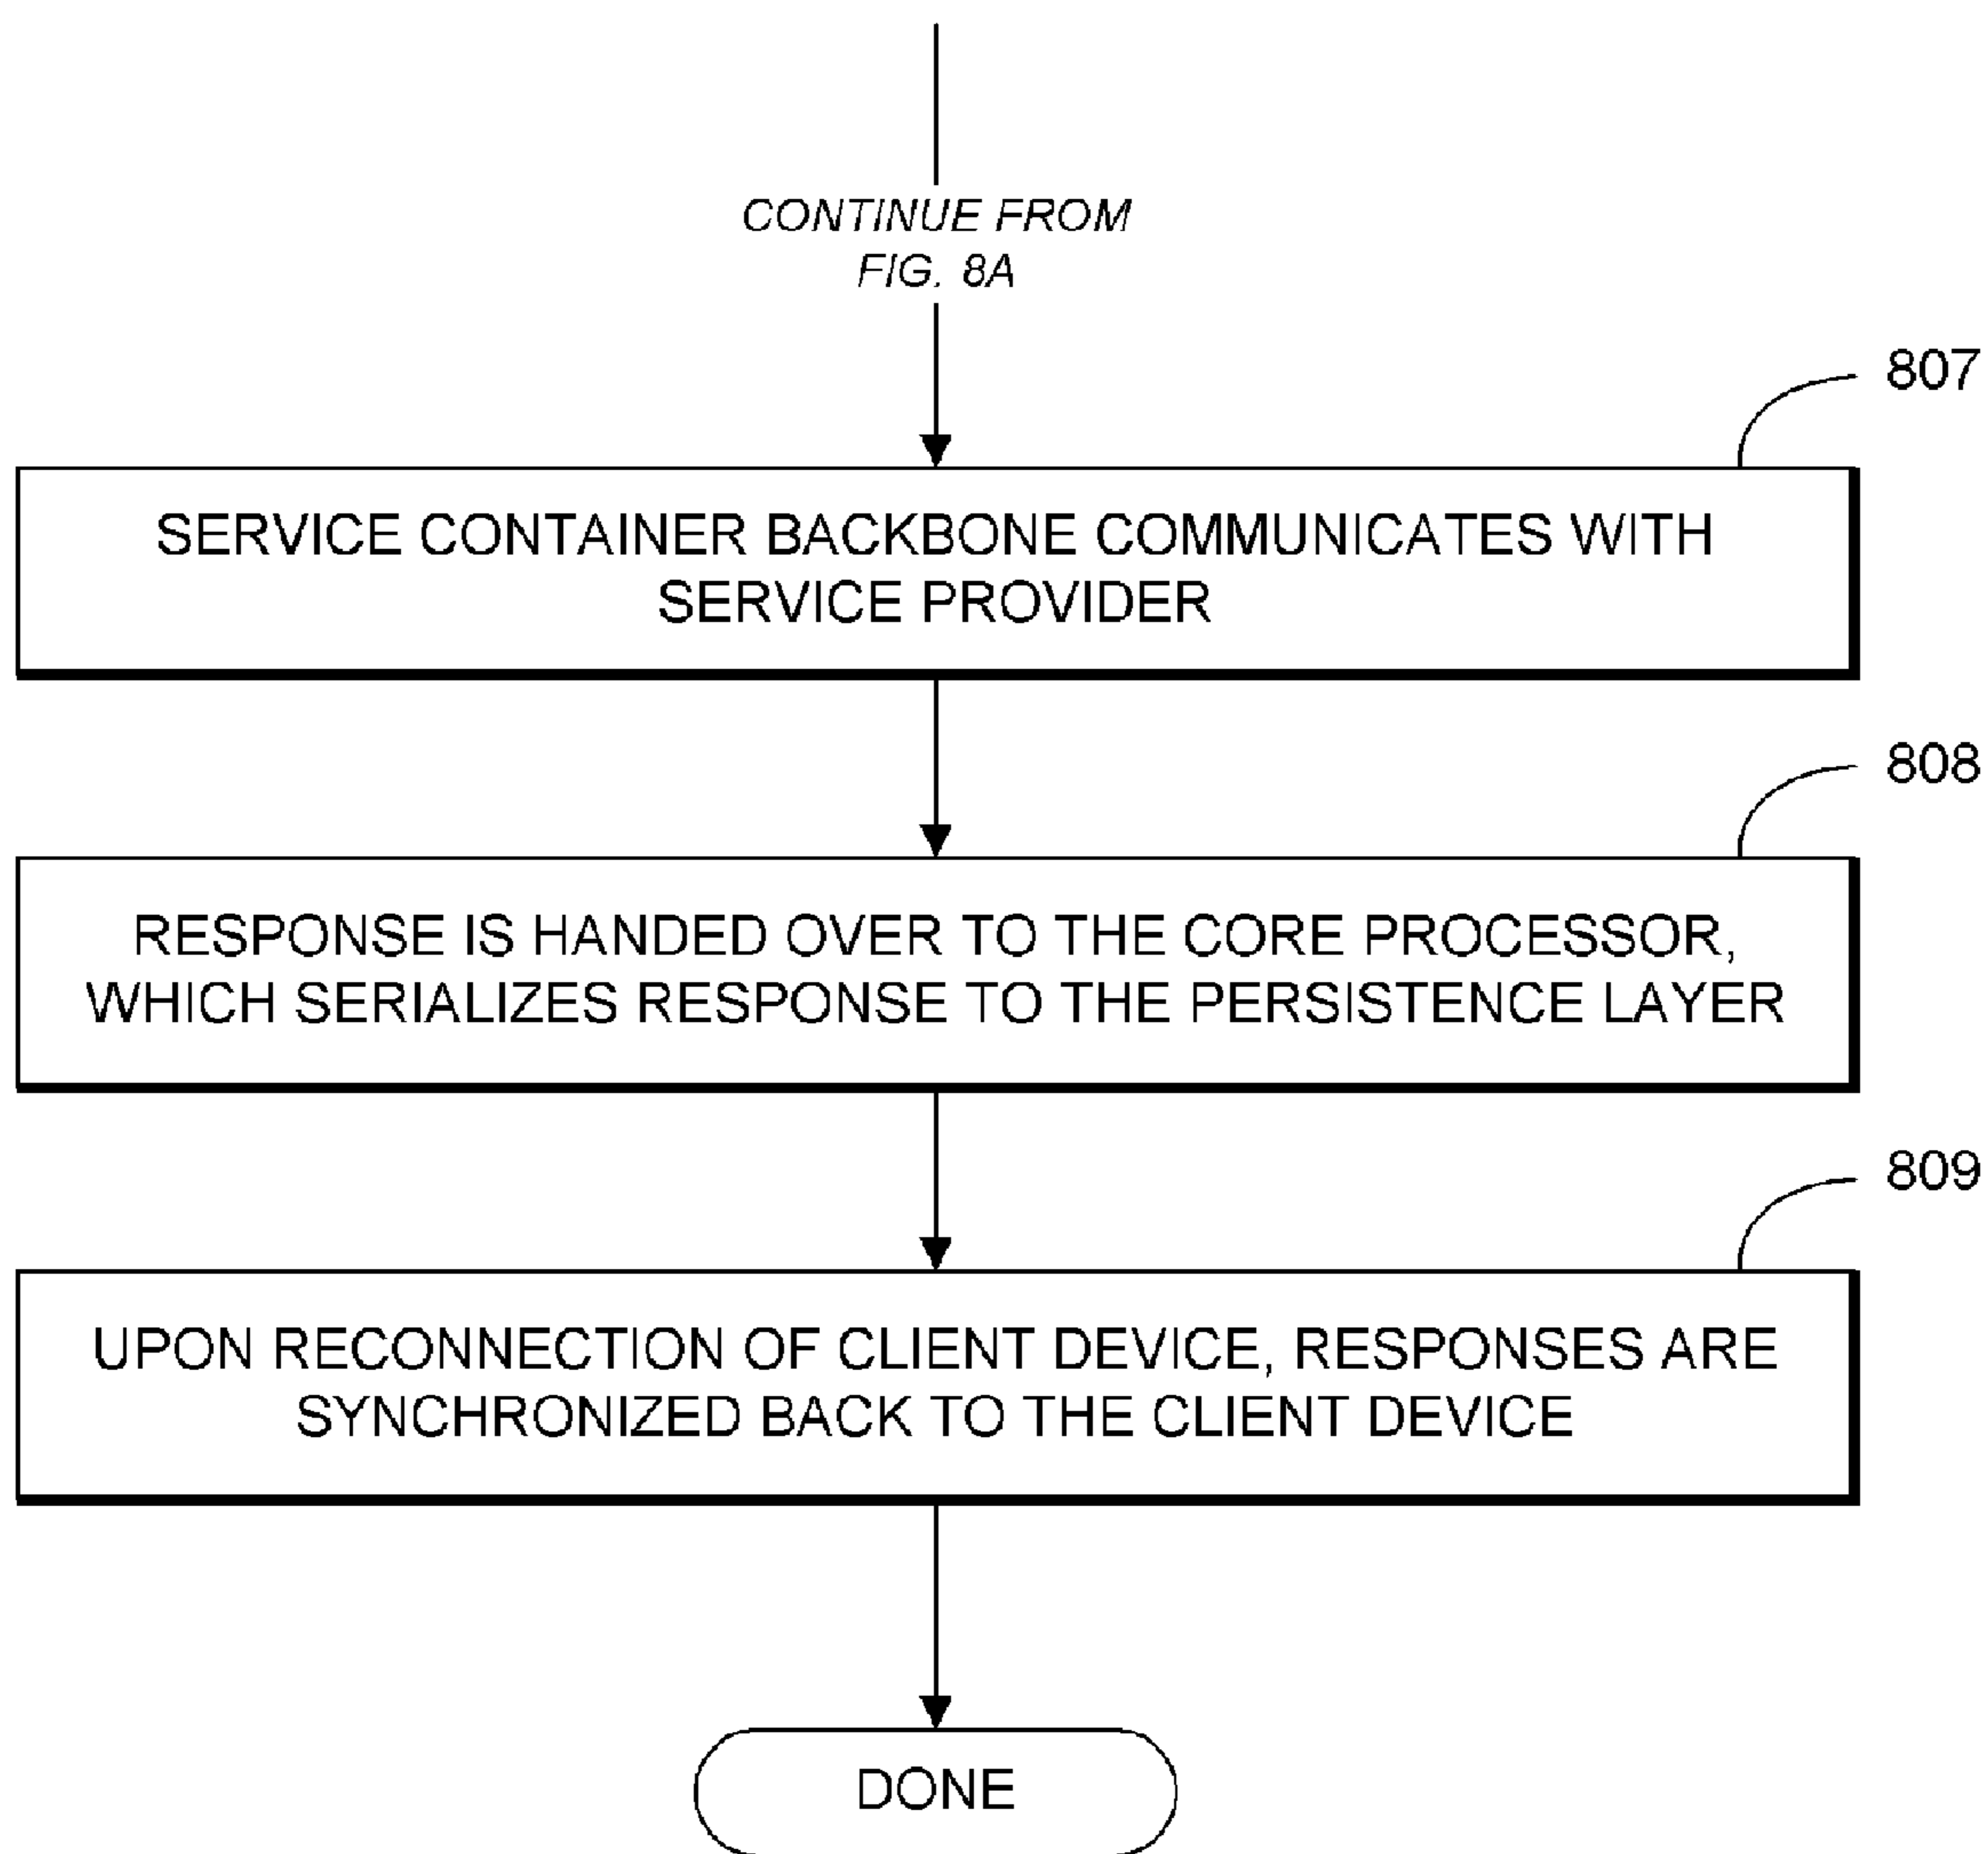 CONTINUE FROM
FIG. 8A
807
SERVICE CONTAINER BACKBONE COMMUNICATES WITH
SERVICE PROVIDER
808
RESPONSE IS HANDED OVER TO THE CORE PROCESSOR,
WHICH SERIALIZES RESPONSE TO THE PERSISTENCE LAYER
809
UPON RECONNECTION OF CLIENT DEVICE, RESPONSES ARE
SYNCHRONIZED BACK TO THE CLIENT DEVICE
DONE